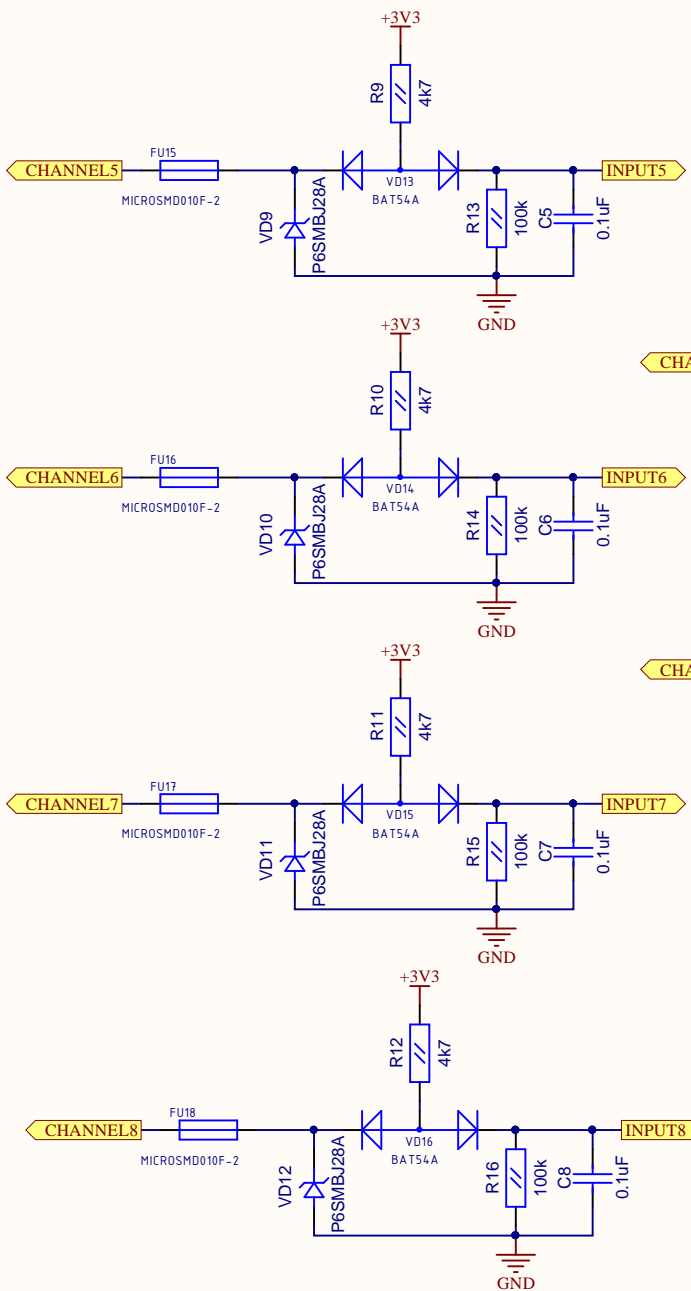 +3V3
R9
4k7
CHANNEL5
FU15
MICROSMD010F-2
VD9
P6SMBJ28A
VD13
BAT54A
R13
100k
C5
0.1uF
INPUT5
GND
+3V3
R10
4k7
CHA
CHANNEL6
FU16
MICROSMD010F-2
VD10
P6SMBJ28A
VD14
BAT54A
R14
100k
C6
0.1uF
INPUT6
GND
+3V3
R11
4k7
CHA
CHANNEL7
FU17
MICROSMD010F-2
VD11
P6SMBJ28A
VD15
BAT54A
R15
100k
C7
0.1uF
INPUT7
GND
+3V3
R12
4k7
CHANNEL8
FU18
MICROSMD010F-2
VD12
P6SMBJ28A
VD16
BAT54A
R16
100k
C8
0.1uF
INPUT8
GND